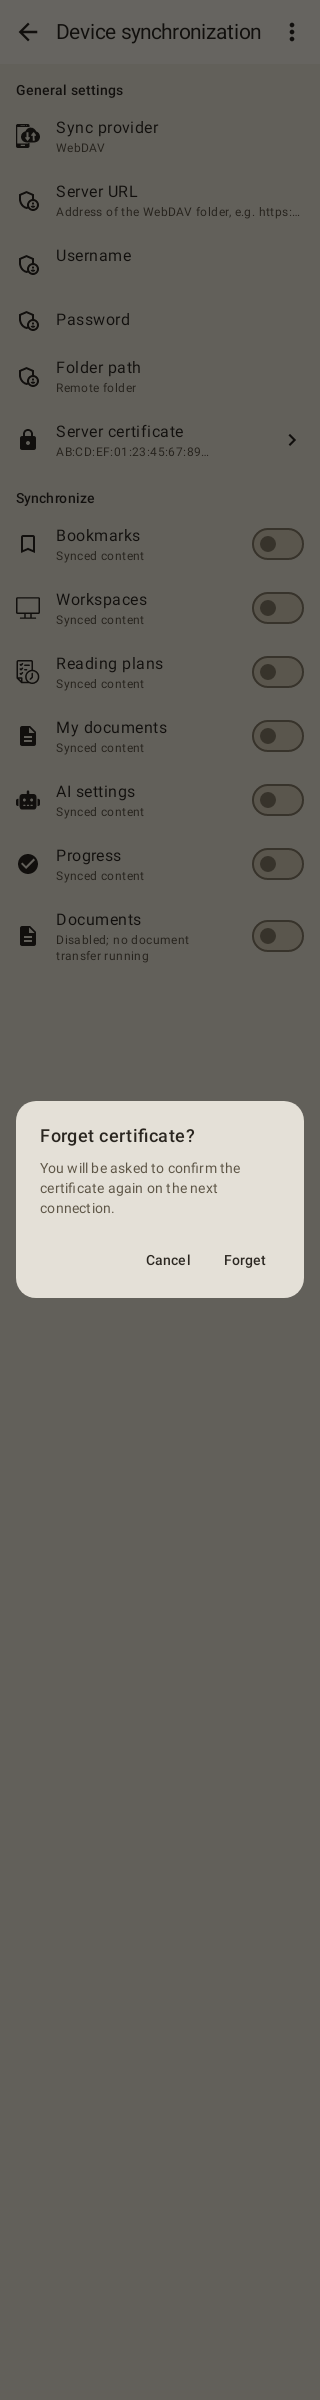 Device synchronization
General settings
Sync provider
WebDAV
Server URL
Address of the WebDAV folder, e.g. https:…
Username
Password
Folder path
Remote folder
Server certificate
AB:CD:EF:01:23:45:67:89…
Synchronize
Bookmarks
Synced content
Workspaces
Synced content
Reading plans
Synced content
My documents
Synced content
AI settings
Synced content
Progress
Synced content
Documents
Disabled; no document
transfer running
Forget certificate?
You will be asked to confirm the
certificate again on the next
connection.
Cancel Forget